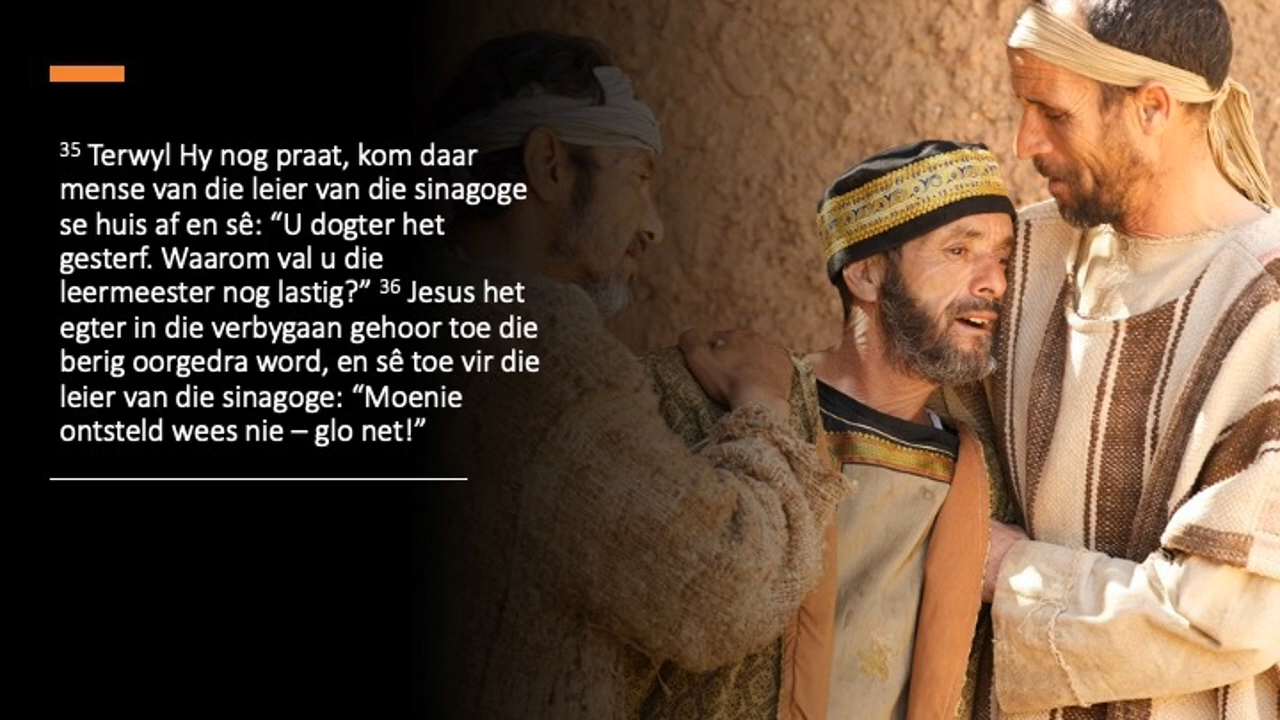 ³⁵ Terwyl Hy nog praat, kom daar
mense van die leier van die sinagoge
se huis af en sê: “U dogter het
gesterf. Waarom val u die
leermeester nog lastig?” ³⁶ Jesus het
egter in die verbygaan gehoor toe die
berig oorgedra word, en sê toe vir die
leier van die sinagoge: “Moenie
ontsteld wees nie – glo net!”